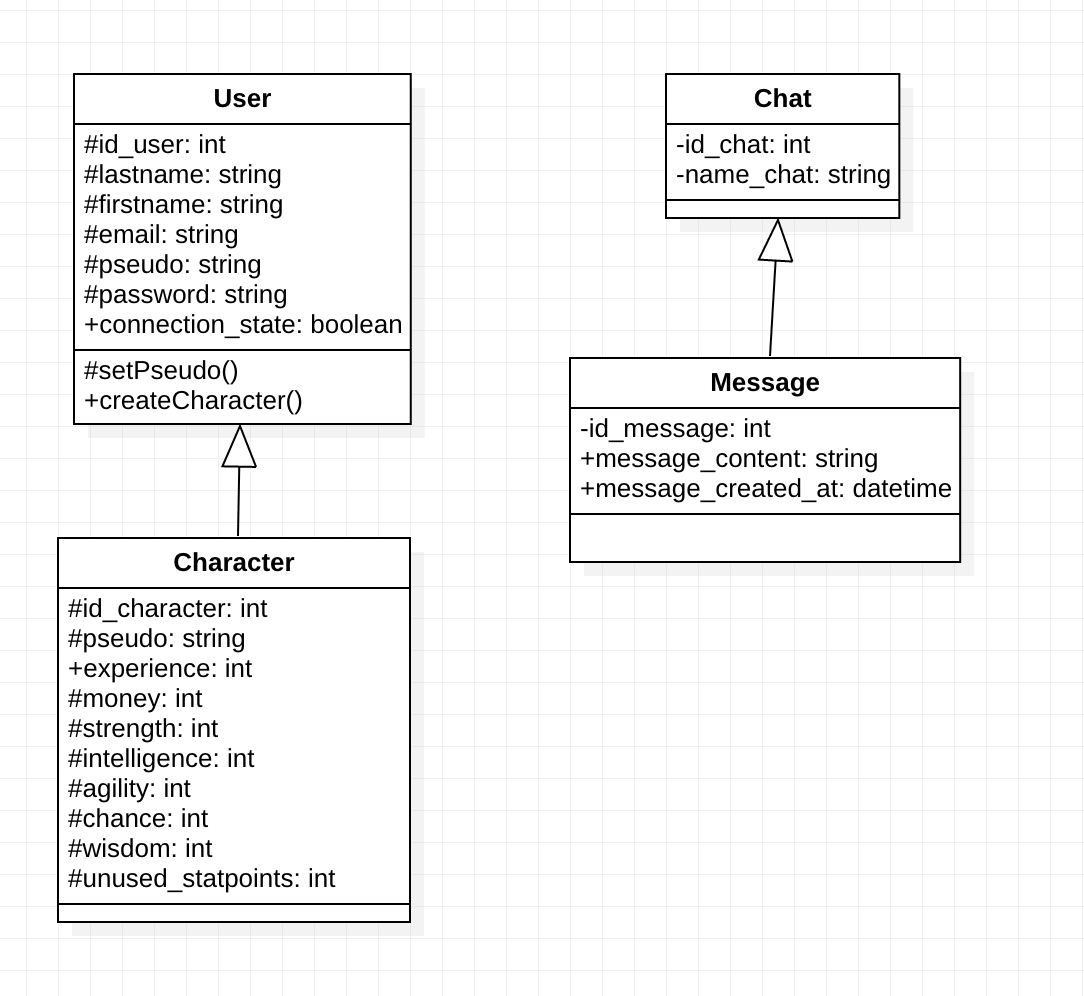 User
#id_user: int
#lastname: string
#firstname: string
#email: string
#pseudo: string
#password: string
+connection_state: boolean
#setPseudo()
+createCharacter()
Character
#id_character: int
#pseudo: string
+experience: int
#money: int
#strength: int
#intelligence: int
#agility: int
#chance: int
#wisdom: int
#unused_statpoints: int
Chat
-id_chat: int
-name_chat: string
Message
-id_message: int
+message_content: string
+message_created_at: datetime